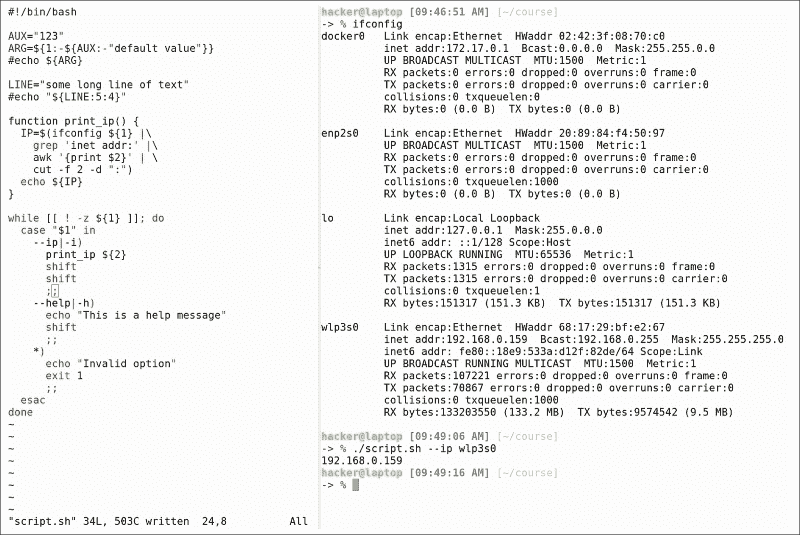 #!/bin/bash
AUX="123"
ARG=${1:-${AUX:-"default value"}}
#echo ${ARG}
LINE="some long line of text"
#echo "${LINE:5:4}"
function print_ip() {
IP=$(ifconfig ${1} |\
grep 'inet addr:' |\
awk '{print $2}' | \
cut -f 2 -d ":")
echo ${IP}
}
while [[ ! -z ${1} ]]; do
case "$1" in
--ip|-i)
print_ip ${2}
shift
shift
;;
--help|-h)
echo "This is a help message"
shift
;;
*)
echo "Invalid option"
exit 1
;;
esac
done
~
~
~
~
~
~
~
~
"script.sh" 34L, 503C written  24,8          All
hacker@laptop [09:46:51 AM] [~/course]
-> % ifconfig
docker0   Link encap:Ethernet  HWaddr 02:42:3f:08:70:c0
inet addr:172.17.0.1  Bcast:0.0.0.0  Mask:255.255.0.0
UP BROADCAST MULTICAST  MTU:1500  Metric:1
RX packets:0 errors:0 dropped:0 overruns:0 frame:0
TX packets:0 errors:0 dropped:0 overruns:0 carrier:0
collisions:0 txqueuelen:0
RX bytes:0 (0.0 B)  TX bytes:0 (0.0 B)
enp2s0    Link encap:Ethernet  HWaddr 20:89:84:f4:50:97
UP BROADCAST MULTICAST  MTU:1500  Metric:1
RX packets:0 errors:0 dropped:0 overruns:0 frame:0
TX packets:0 errors:0 dropped:0 overruns:0 carrier:0
collisions:0 txqueuelen:1000
RX bytes:0 (0.0 B)  TX bytes:0 (0.0 B)
lo        Link encap:Local Loopback
inet addr:127.0.0.1  Mask:255.0.0.0
inet6 addr: ::1/128 Scope:Host
UP LOOPBACK RUNNING  MTU:65536  Metric:1
RX packets:1315 errors:0 dropped:0 overruns:0 frame:0
TX packets:1315 errors:0 dropped:0 overruns:0 carrier:0
collisions:0 txqueuelen:1
RX bytes:151317 (151.3 KB)  TX bytes:151317 (151.3 KB)
wlp3s0    Link encap:Ethernet  HWaddr 68:17:29:bf:e2:67
inet addr:192.168.0.159  Bcast:192.168.0.255  Mask:255.255.255.0
inet6 addr: fe80::18e9:533a:d12f:82de/64 Scope:Link
UP BROADCAST RUNNING MULTICAST  MTU:1500  Metric:1
RX packets:107221 errors:0 dropped:0 overruns:0 frame:0
TX packets:70867 errors:0 dropped:0 overruns:0 carrier:0
collisions:0 txqueuelen:1000
RX bytes:133203550 (133.2 MB)  TX bytes:9574542 (9.5 MB)
hacker@laptop [09:49:06 AM] [~/course]
-> % ./script.sh --ip wlp3s0
192.168.0.159
hacker@laptop [09:49:16 AM] [~/course]
-> %